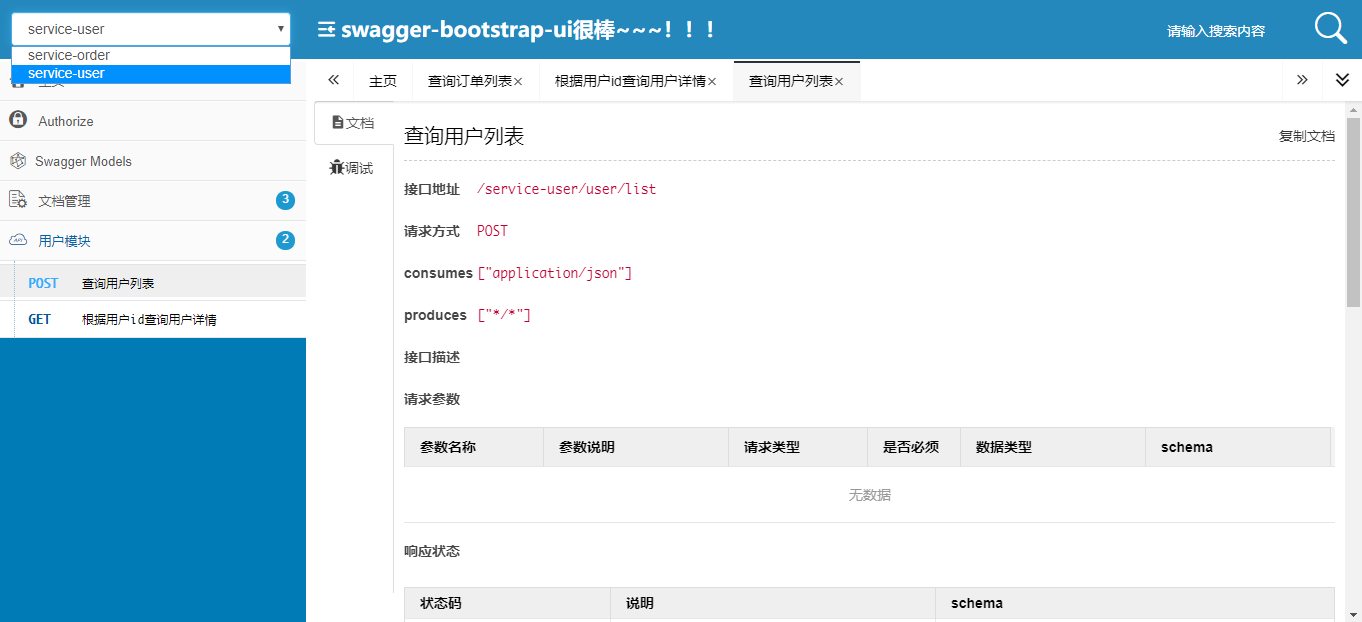 service-user
service-order
service-user
swagger-bootstrap-ui很棒~~~！！！
请输入搜索内容
主页
查询订单列表×
根据用户id查询用户详情×
查询用户列表×
Authorize
Swagger Models
文档管理
3
用户模块
2
POST 查询用户列表
GET 根据用户id查询用户详情
文档
调试
查询用户列表
复制文档
接口地址 /service-user/user/list
请求方式 POST
consumes ["application/json"]
produces ["*/*"]
接口描述
请求参数
参数名称 参数说明 请求类型 是否必须 数据类型 schema
无数据
响应状态
状态码 说明 schema